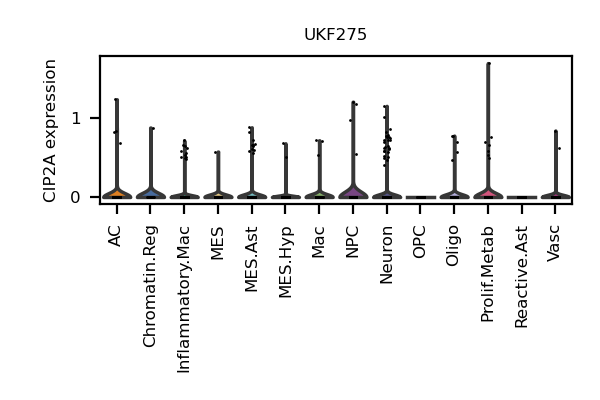 UKF275
CIP2A expression
1
0
AC
Chromatin.Reg
Inflammatory.Mac
MES
MES.Ast
MES.Hyp
Mac
NPC
Neuron
OPC
Oligo
Prolif.Metab
Reactive.Ast
Vasc